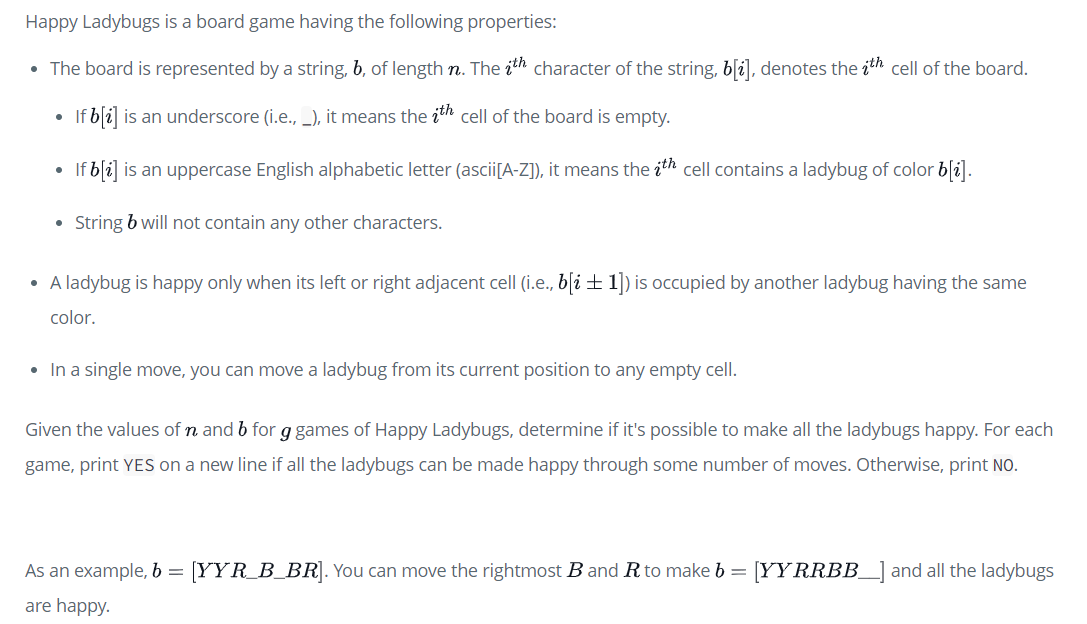 Happy Ladybugs is a board game having the following properties:
• The board is represented by a string, b, of length n. The i^th character of the string, b[i], denotes the i^th cell of the board.
• If b[i] is an underscore (i.e., _), it means the i^th cell of the board is empty.
• If b[i] is an uppercase English alphabetic letter (ascii[A-Z]), it means the i^th cell contains a ladybug of color b[i].
• String b will not contain any other characters.
• A ladybug is happy only when its left or right adjacent cell (i.e., b[i ± 1]) is occupied by another ladybug having the same
color.
• In a single move, you can move a ladybug from its current position to any empty cell.
Given the values of n and b for g games of Happy Ladybugs, determine if it's possible to make all the ladybugs happy. For each
game, print YES on a new line if all the ladybugs can be made happy through some number of moves. Otherwise, print NO.
As an example, b = [YYR_B_BR]. You can move the rightmost B and R to make b = [YYRRBB__] and all the ladybugs
are happy.